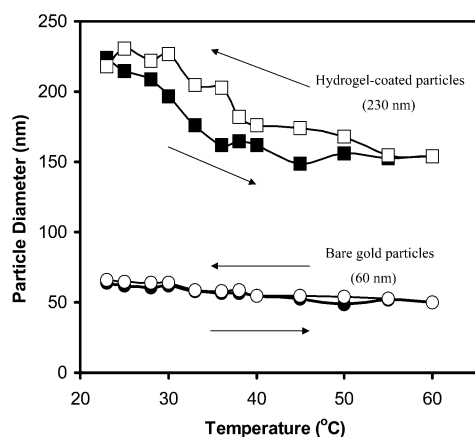 Particle Diameter (nm)
250
200
150
100
50
0
Hydrogel-coated particles
(230 nm)
Bare gold particles
(60 nm)
20
30
40
50
60
Temperature (°C)